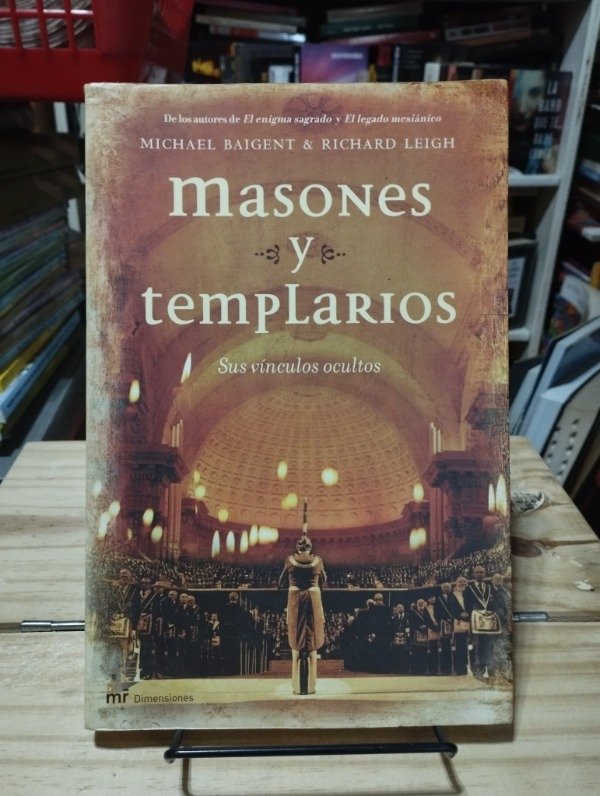 De los autores de El enigma sagrado y El legado mesiánico
MICHAEL BAIGENT & RICHARD LEIGH
masones
y
templarios
Sus vínculos ocultos
mr Dimensiones